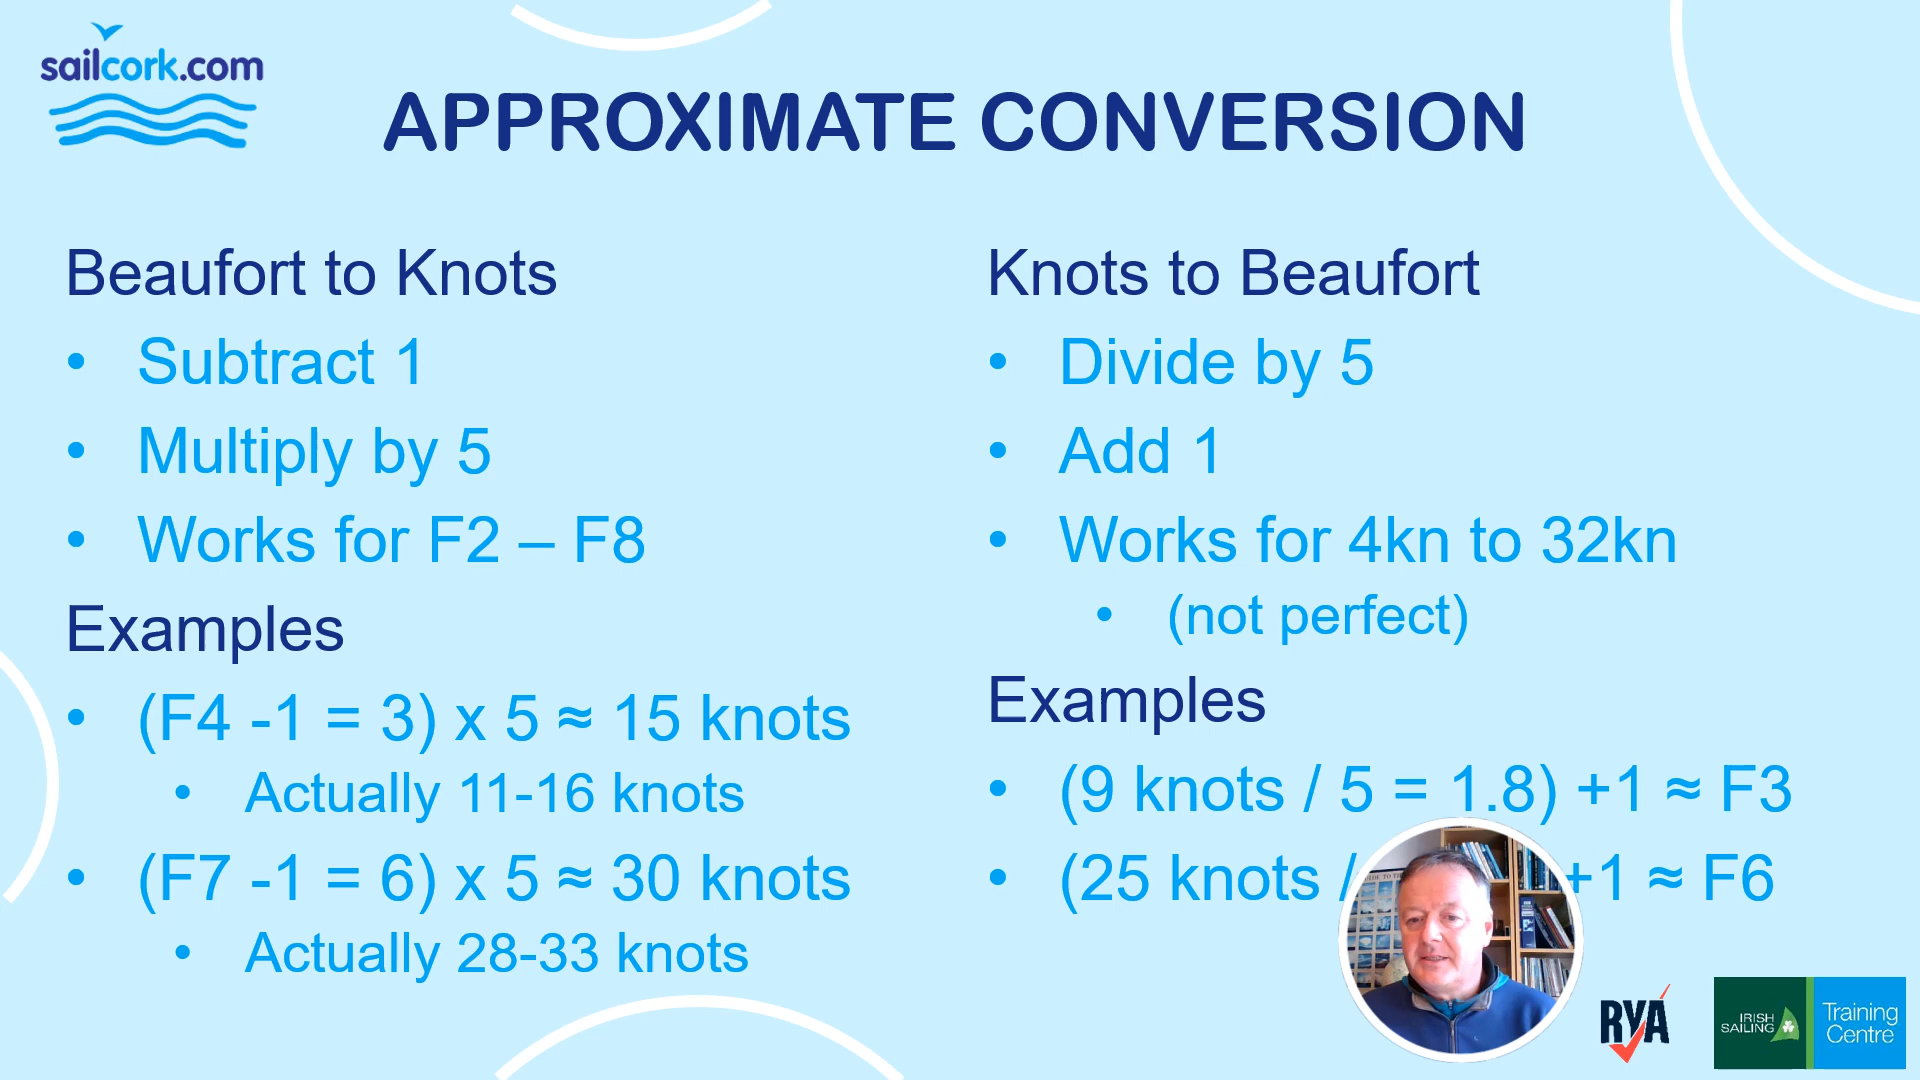 sailcork.com
APPROXIMATE CONVERSION
Beaufort to Knots
• Subtract 1
• Multiply by 5
• Works for F2 – F8
Examples
• (F4 -1 = 3) x 5 ≈ 15 knots
• Actually 11-16 knots
• (F7 -1 = 6) x 5 ≈ 30 knots
• Actually 28-33 knots
Knots to Beaufort
• Divide by 5
• Add 1
• Works for 4kn to 32kn
• (not perfect)
Examples
• (9 knots / 5 = 1.8) +1 ≈ F3
• (25 knots / +1 ≈ F6
RYA
IRISH
SAILING
Training
Centre